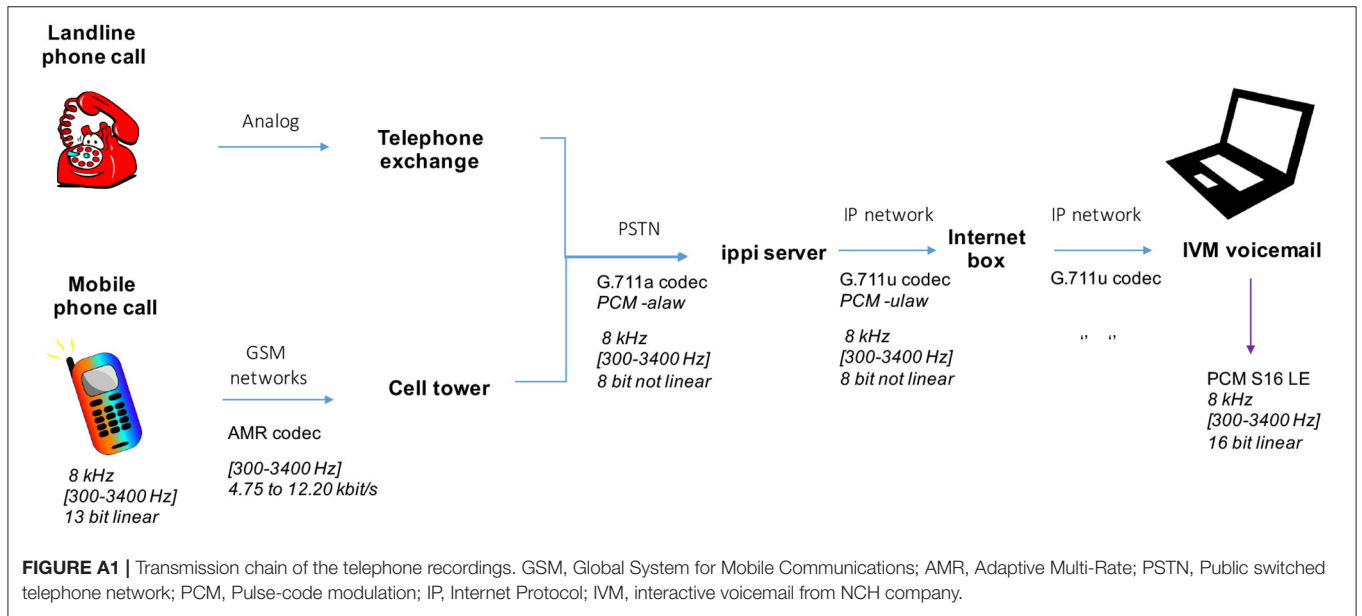 Landline
phone call
Analog
Telephone
exchange
Mobile
phone call
8 kHz
[300-3400 Hz]
13 bit linear
GSM
networks
AMR codec
[300-3400 Hz]
4.75 to 12.20 kbit/s
Cell tower
PSTN
G.711a codec
PCM -alaw
8 kHz
[300-3400 Hz]
8 bit not linear
ippi server
IP network
G.711u codec
PCM -ulaw
8 kHz
[300-3400 Hz]
8 bit not linear
Internet
box
IP network
G.711u codec
‘’ ‘’
IVM voicemail
PCM S16 LE
8 kHz
[300-3400 Hz]
16 bit linear
FIGURE A1 | Transmission chain of the telephone recordings. GSM, Global System for Mobile Communications; AMR, Adaptive Multi-Rate; PSTN, Public switched
telephone network; PCM, Pulse-code modulation; IP, Internet Protocol; IVM, interactive voicemail from NCH company.